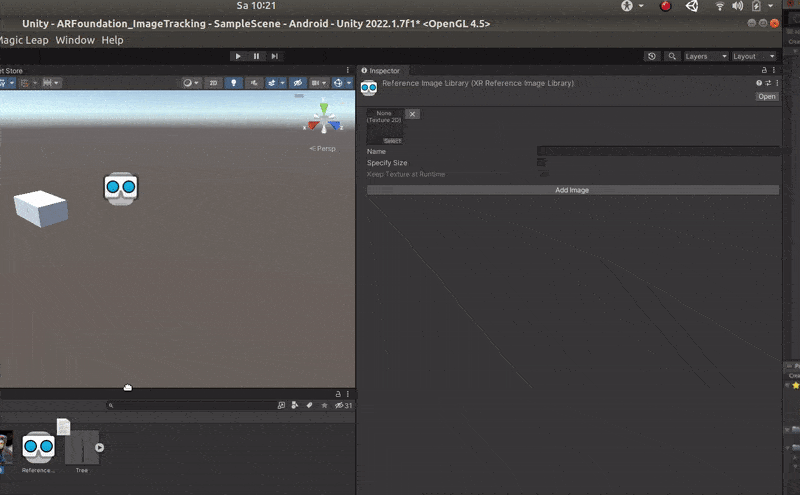 Sa 10:21
Unity - ARFoundation_ImageTracking - SampleScene - Android - Unity 2022.1.7f1* <OpenGL 4.5>
Magic Leap Window Help
Layers Layout
et Store Inspector
2D
Reference Image Library (XR Reference Image Library)
Open
None
(Texture 2D)
Select
< Persp
Name
Specify Size
Keep Texture at Runtime
Add Image
31
Reference... Tree